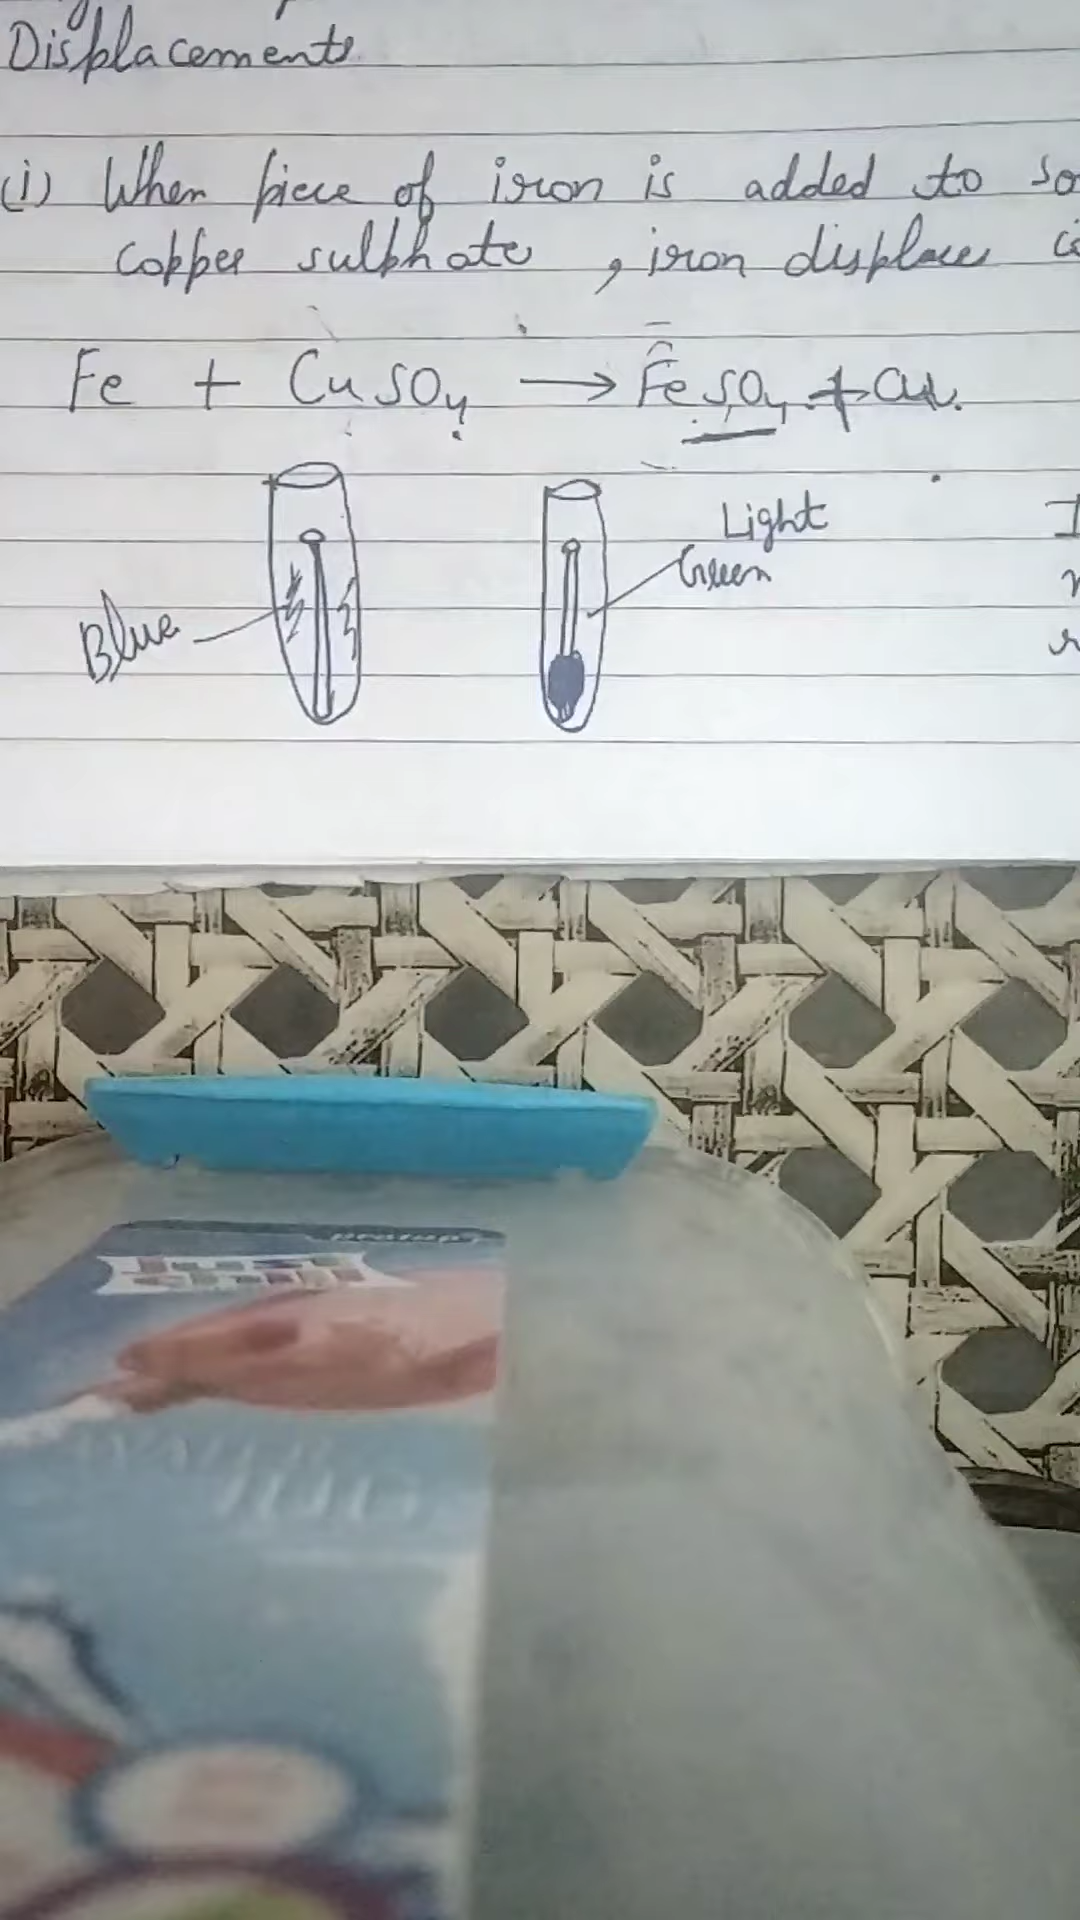 Displacements
(i) When piece of iron is added to so
copper sulphate, iron displace
Fe + CuSO4 → FeSO4 + Cu.
Light
Green
Blue